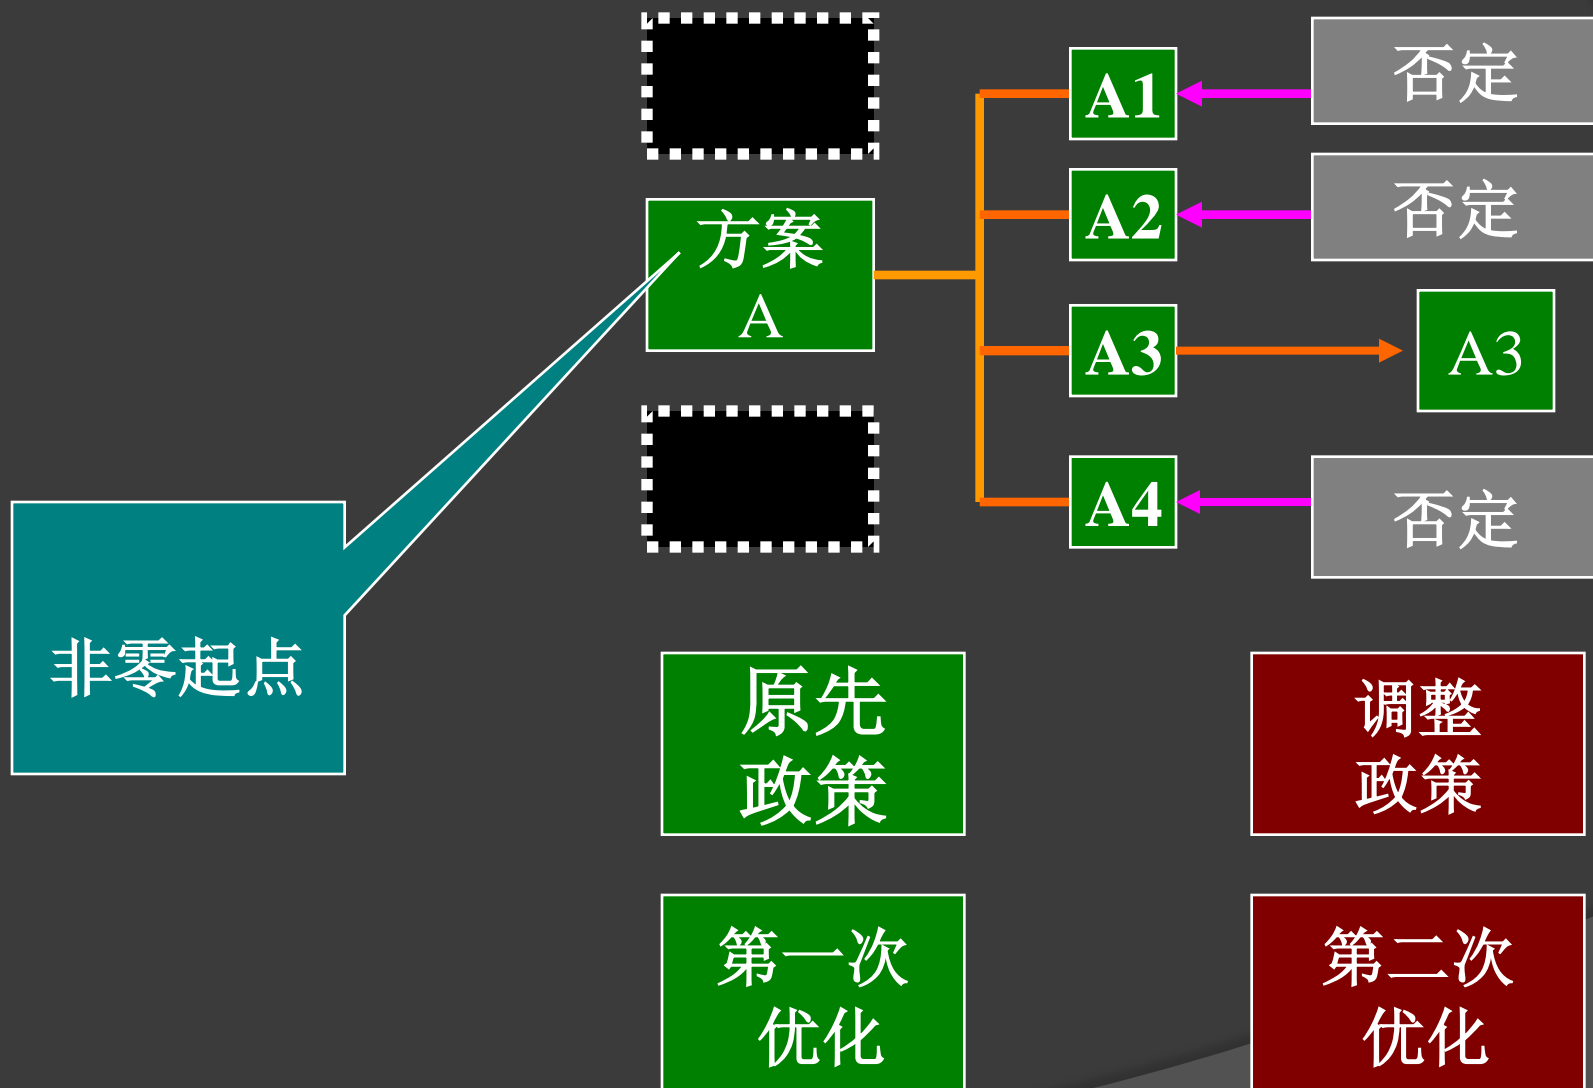 否定
A1
否定
A2
方案
A
A3
A3
否定
A4
非零起点
原先
政策
调整
政策
第一次
优化
第二次
优化